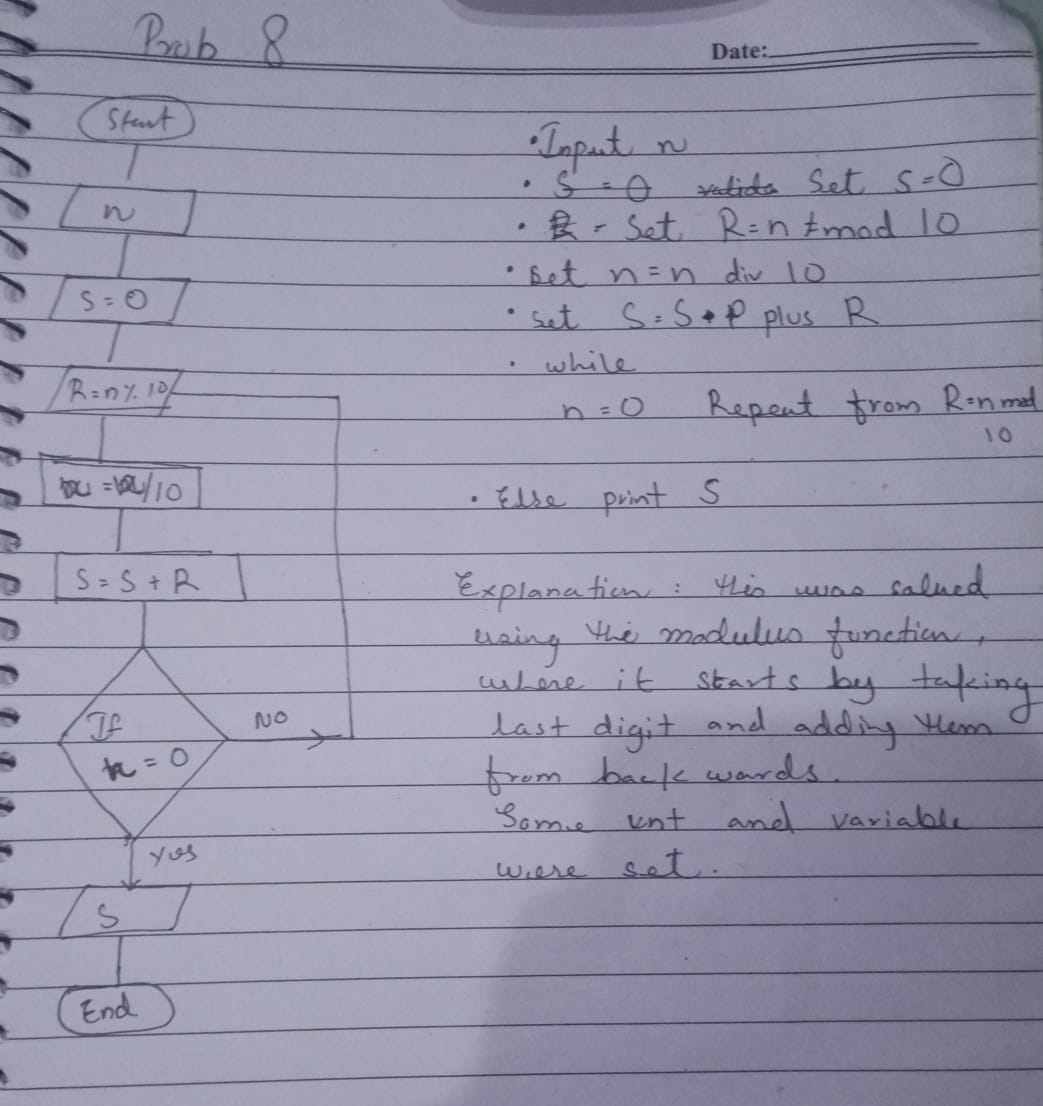 Prob 8
Date:
Start
n
S = 0
R = n % 10
= /10
S = S + R
If
n = 0
NO
yes
S
End
• Input n
• S = 0 Set S = 0
• - Set R = n mod 10
• Set n = n div 10
• set S = S plus R
• while
n = 0 Repeat from R = n mod
10
• Else print S
Explanation : this was solved
using the modulus function,
where it starts by taking
last digit and adding them
from back wards.
Some int and variable
were set.